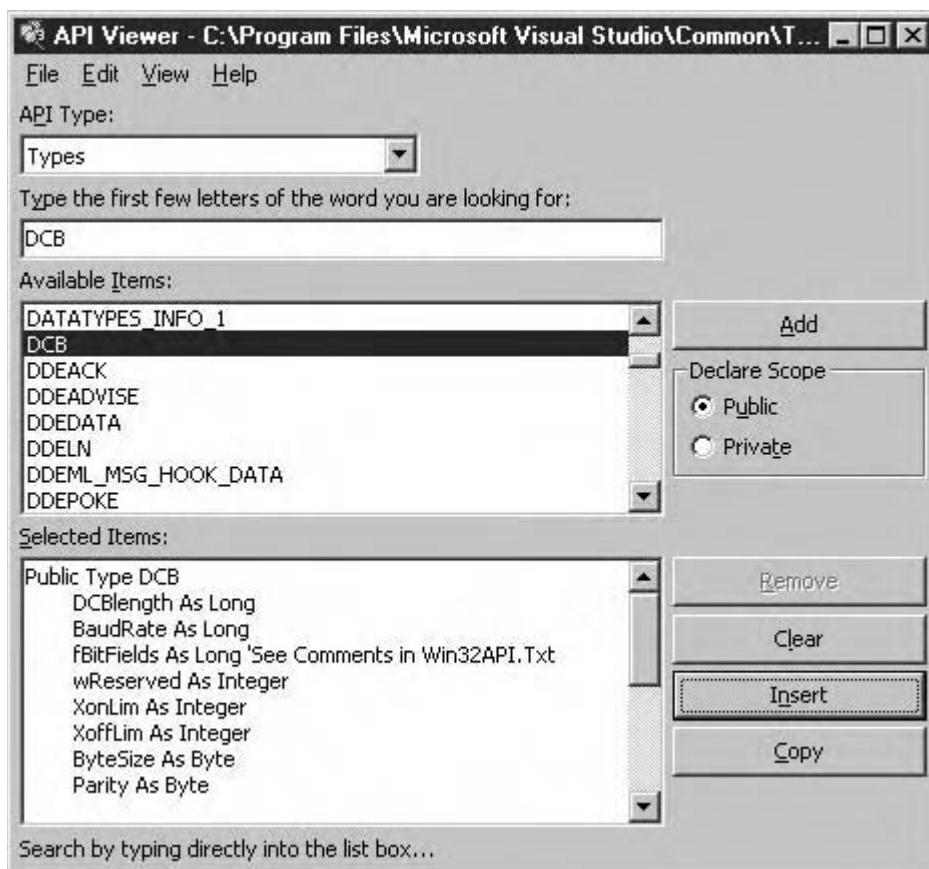 API Viewer - C:\Program Files\Microsoft Visual Studio\Common\T...
File Edit View Help
API Type:
Types
Type the first few letters of the word you are looking for:
DCB
Available Items:
DATATYPES_INFO_1
DCB
DDEACK
DDEADVISE
DDEDATA
DDELN
DDEML_MSG_HOOK_DATA
DDEPOKE
Add
Declare Scope
Public
Private
Selected Items:
Public Type DCB
DCBlength As Long
BaudRate As Long
fBitFields As Long 'See Comments in Win32API.Txt
wReserved As Integer
XonLim As Integer
XoffLim As Integer
ByteSize As Byte
Parity As Byte
Remove
Clear
Insert
Copy
Search by typing directly into the list box...